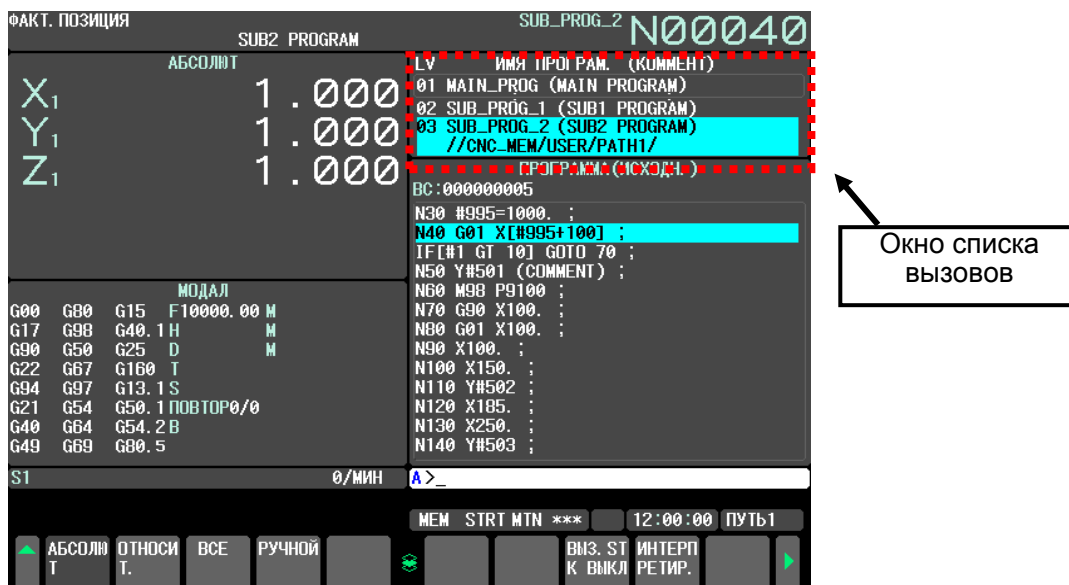 ФАКТ. ПОЗИЦИЯ
SUB_PROG_2 N00040
SUB2 PROGRAM
АБСОЛЮТ
X1 1.000
Y1 1.000
Z1 1.000
LV ИМЯ ПРОГРАМ. (КОММЕНТ)
01 MAIN_PROG (MAIN PROGRAM)
02 SUB_PROG_1 (SUB1 PROGRAM)
03 SUB_PROG_2 (SUB2 PROGRAM)
//CNC_MEM/USER/PATH1/
ПРОГРАММА(ИСХОДН.)
BC:000000005
N30 #995=1000. ;
N40 G01 X[#995+100] ;
IF[#1 GT 10] GOTO 70 ;
N50 Y#501 (COMMENT) ;
N60 M98 P9100 ;
N70 G90 X100. ;
N80 G01 X100. ;
N90 X100. ;
N100 X150. ;
N110 Y#502 ;
N120 X185. ;
N130 X250. ;
N140 Y#503 ;
Окно списка
вызовов
МОДАЛ
G00 G80 G15 F10000.00 M
G17 G98 G40.1 H M
G90 G50 G25 D M
G22 G67 G160 T
G94 G97 G13.1 S
G21 G54 G50.1 ПОВТОР0/0
G40 G64 G54.2 B
G49 G69 G80.5
S1 0/МИН
A>_
MEM STRT MTN *** 12:00:00 ПУТЬ1
АБСОЛЮ
Т
ОТНОСИ
Т.
ВСЕ
РУЧНОЙ
ВЫЗ. ST
К ВЫКЛ
ИНТЕРП
РЕТИР.